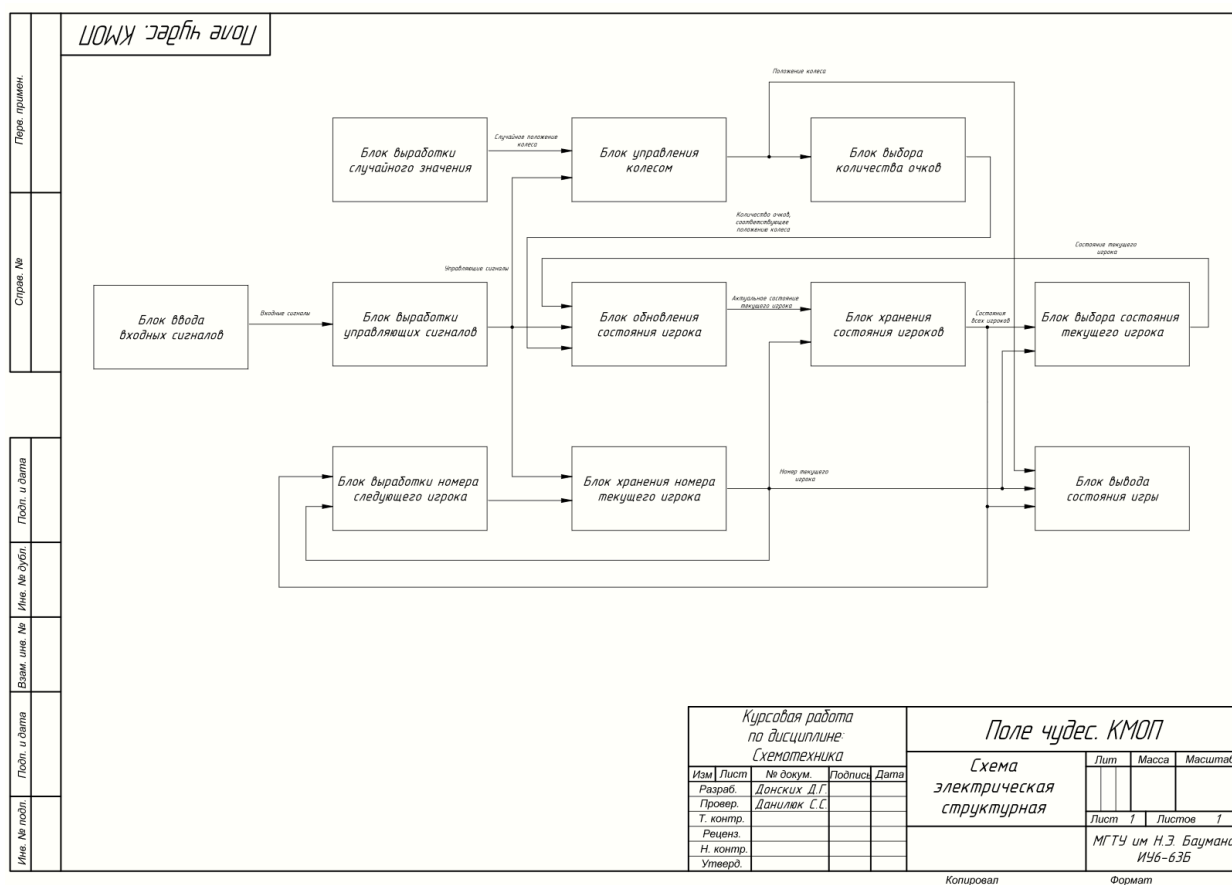 Поле чудес. КМОП
Перв. примен.
Справ. №
Подп. и дата
Инв. № дубл.
Взам. инв. №
Подп. и дата
Инв. № подл.
Положение колеса
Блок выработки
случайного значения
Случайное положение
колеса
Блок управления
колесом
Блок выбора
количества очков
Количество очков,
соответствующее
положению колеса
Состояние текущего
игрока
Управляющие сигналы
Блок ввода
входных сигналов
Входные сигналы
Блок выработки
управляющих сигналов
Блок обновления
состояния игрока
Актуальное состояние
текущего игрока
Блок хранения
состояния игроков
Состояния
всех игроков
Блок выбора состояния
текущего игрока
Блок выработки номера
следующего игрока
Блок хранения номера
текущего игрока
Номер текущего
игрока
Блок вывода
состояния игры
Курсовая работа
по дисциплине:
Схемотехника
Поле чудес. КМОП
Изм Лист № докум. Подпись Дата
Разраб. Донских Д.Г.
Провер. Данилюк С.С.
Т. контр.
Реценз.
Н. контр.
Утверд.
Схема
электрическая
структурная
Лит Масса Масштаб
Лист 1 Листов 1
МГТУ им Н.Э. Баумана
ИУ6-63Б
Копировал Формат